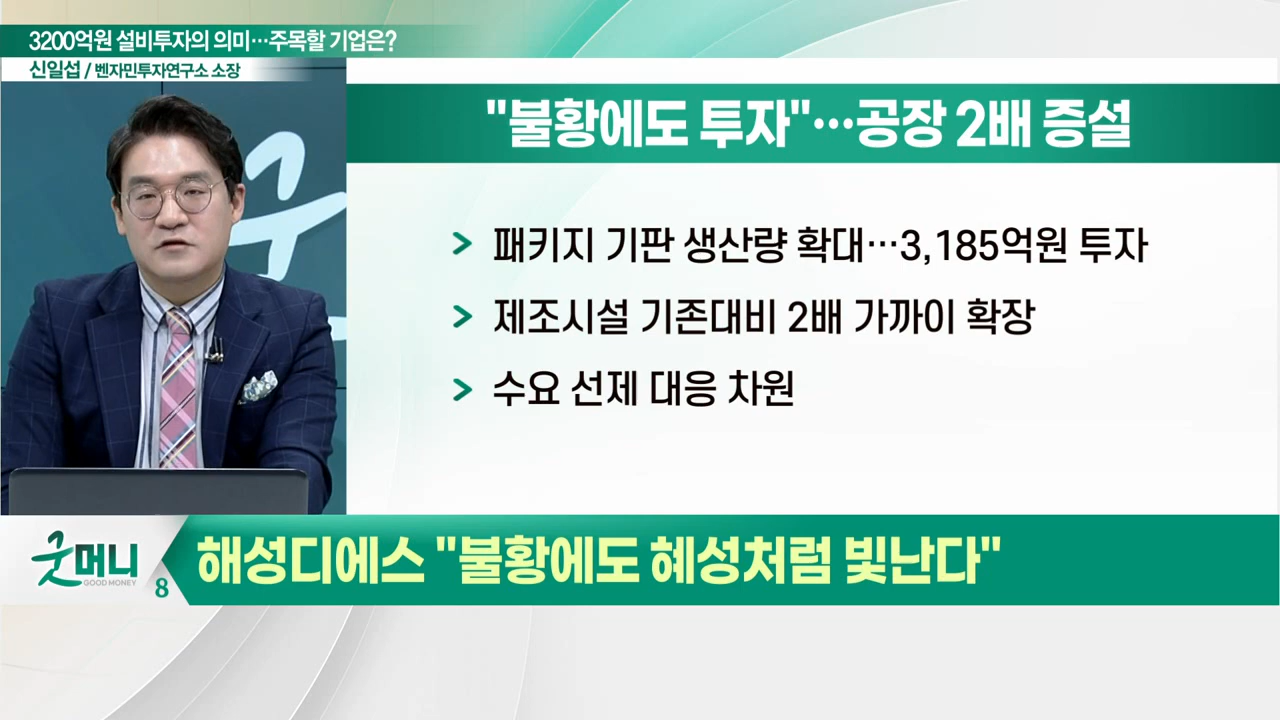 3200억원 설비투자의 의미…주목할 기업은?
신일섭 / 벤자민투자연구소 소장
"불황에도 투자"…공장 2배 증설
> 패키지 기판 생산량 확대…3,185억원 투자
> 제조시설 기존대비 2배 가까이 확장
> 수요 선제 대응 차원
굿머니
GOOD MONEY
8
해성디에스 "불황에도 혜성처럼 빛난다"